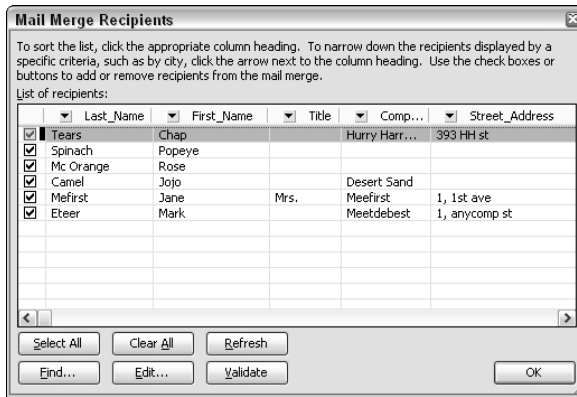 Mail Merge Recipients
To sort the list, click the appropriate column heading. To narrow down the recipients displayed by a
specific criteria, such as by city, click the arrow next to the column heading. Use the check boxes or
buttons to add or remove recipients from the mail merge.
List of recipients:
Last_Name First_Name Title Comp... Street_Address
Tears Chap Hurry Harr... 393 HH st
Spinach Popeye
Mc Orange Rose
Camel Jojo Desert Sand
Mefirst Jane Mrs. Meefirst 1, 1st ave
Eteer Mark Meetdebest 1, anycomp st
Select All Clear All Refresh
Find... Edit... Validate OK